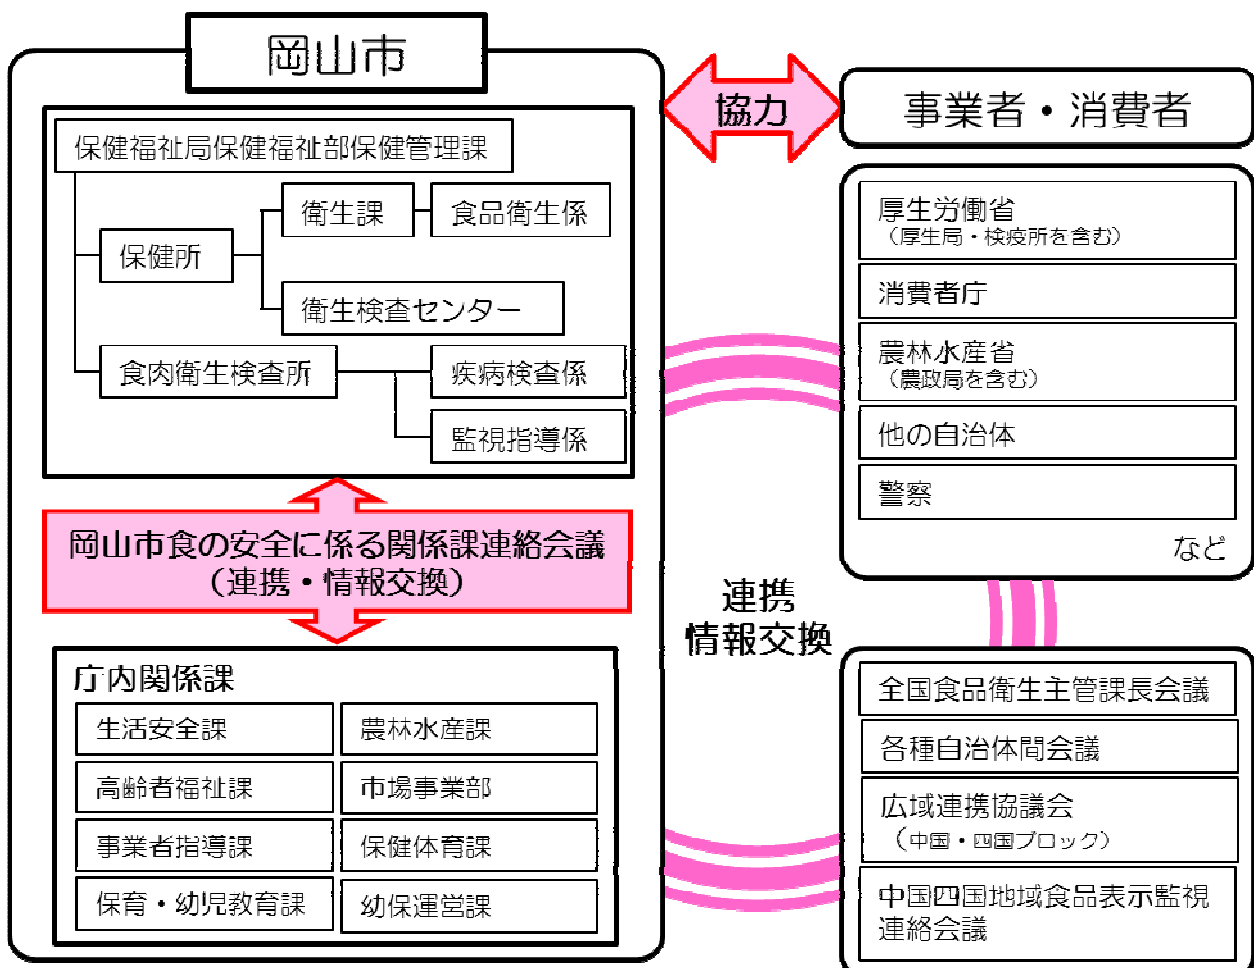 岡山市
保健福祉局保健福祉部保健管理課
衛生課
食品衛生係
保健所
衛生検査センター
食肉衛生検査所
疾病検査係
監視指導係
岡山市食の安全に係る関係課連絡会議
（連携・情報交換）
庁内関係課
生活安全課
農林水産課
高齢者福祉課
市場事業部
事業者指導課
保健体育課
保育・幼児教育課
幼保運営課
協力
事業者・消費者
厚生労働省
（厚生局・検疫所を含む）
消費者庁
農林水産省
（農政局を含む）
他の自治体
警察
など
連携
情報交換
全国食品衛生主管課長会議
各種自治体間会議
広域連携協議会
（中国・四国ブロック）
中国四国地域食品表示監視
連絡会議